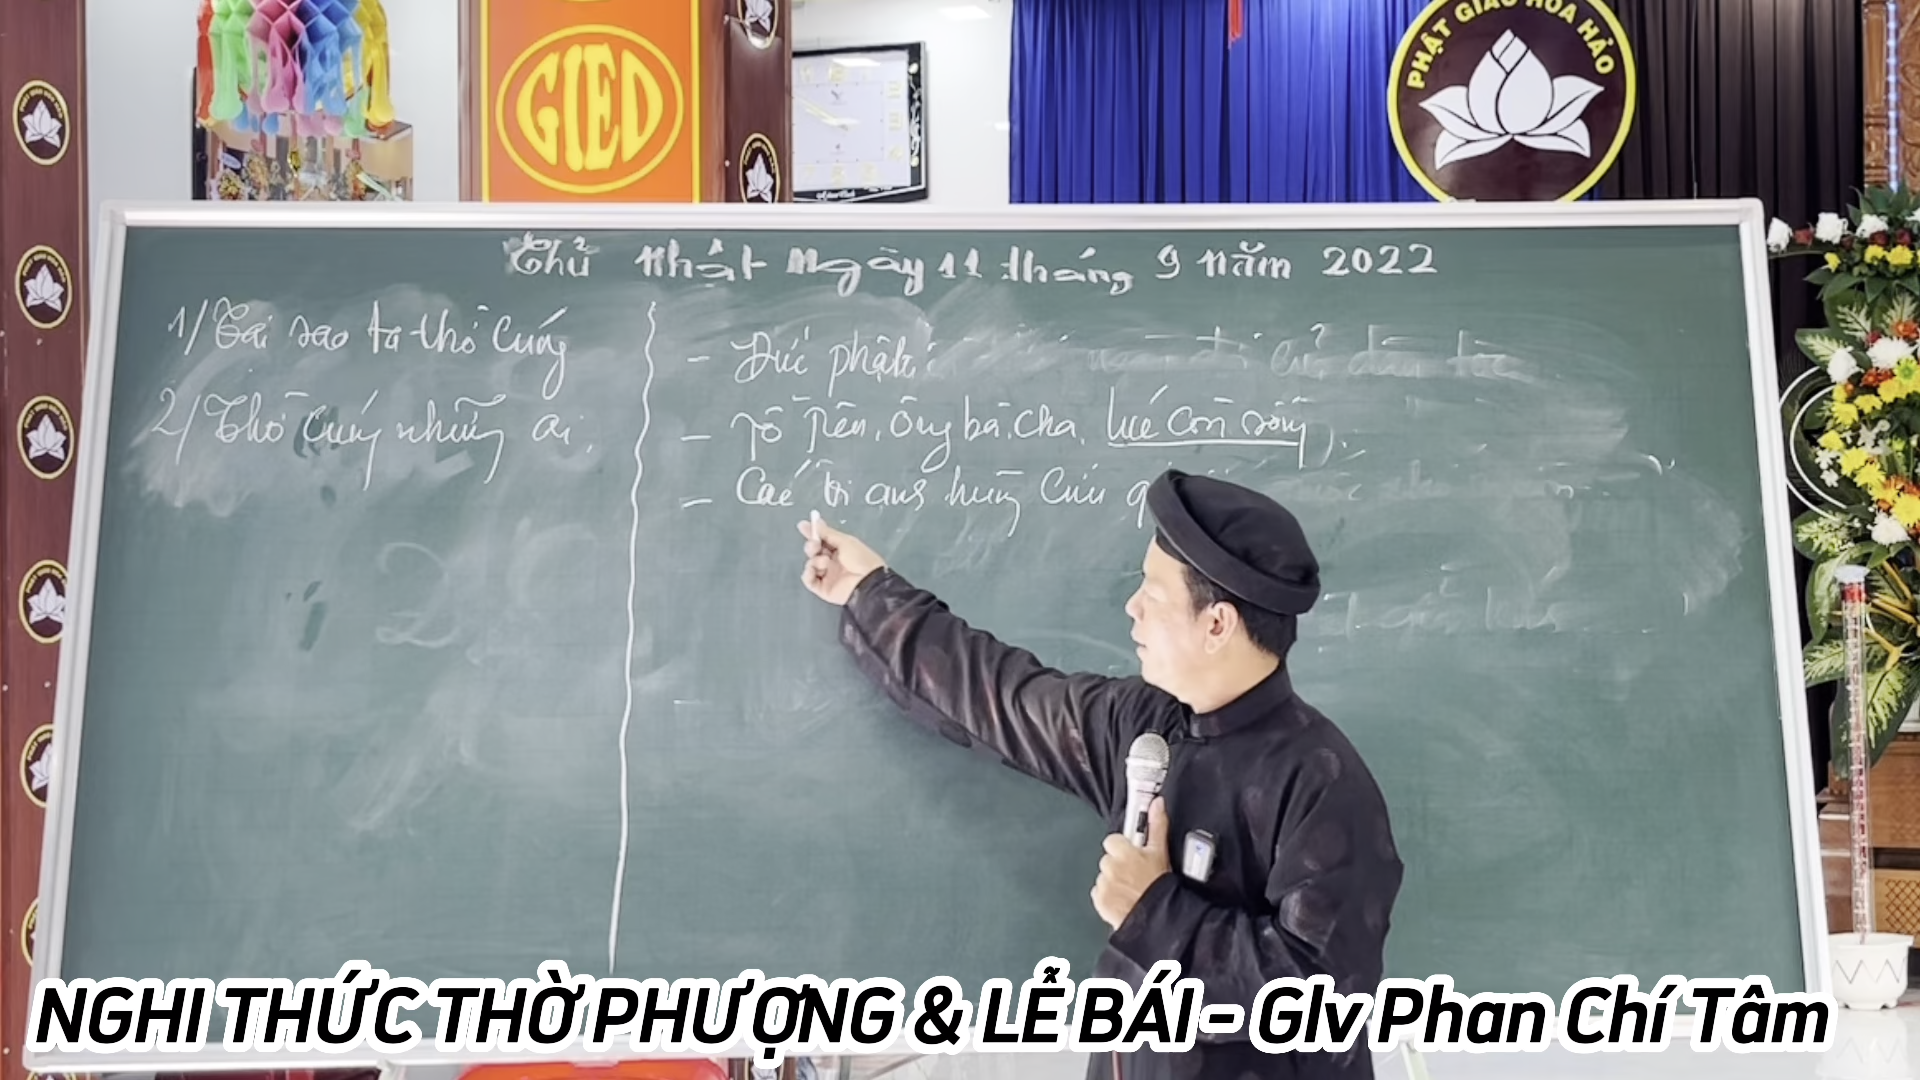 GIED
PHẬT GIÁO HÒA HẢO
Chủ nhật ngày 11 tháng 9 năm 2022
1/ Tại sao ta thờ cúng
2/ Thờ cúng những ai.
- Đức phật:
- Tổ Tiên, Ông bà, cha, lúc còn sống).
- Các vị anh hùng cứu
NGHI THỨC THỜ PHƯỢNG & LỄ BÁI - Glv Phan Chí Tâm